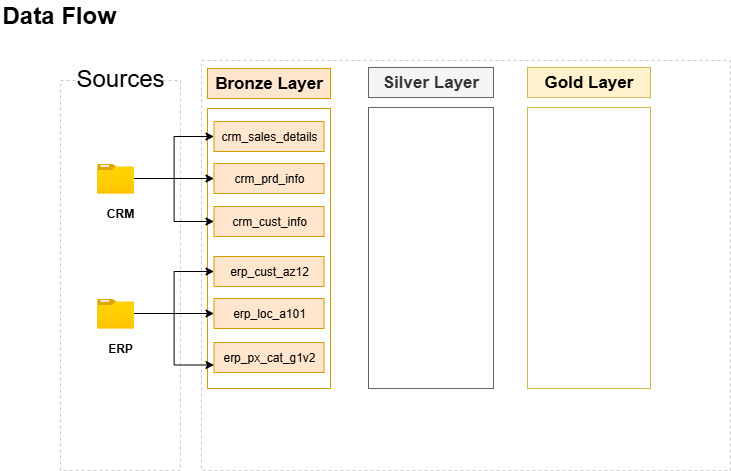 Data Flow
Sources
Bronze Layer
Silver Layer
Gold Layer
crm_sales_details
crm_prd_info
crm_cust_info
CRM
erp_cust_az12
erp_loc_a101
erp_px_cat_g1v2
ERP